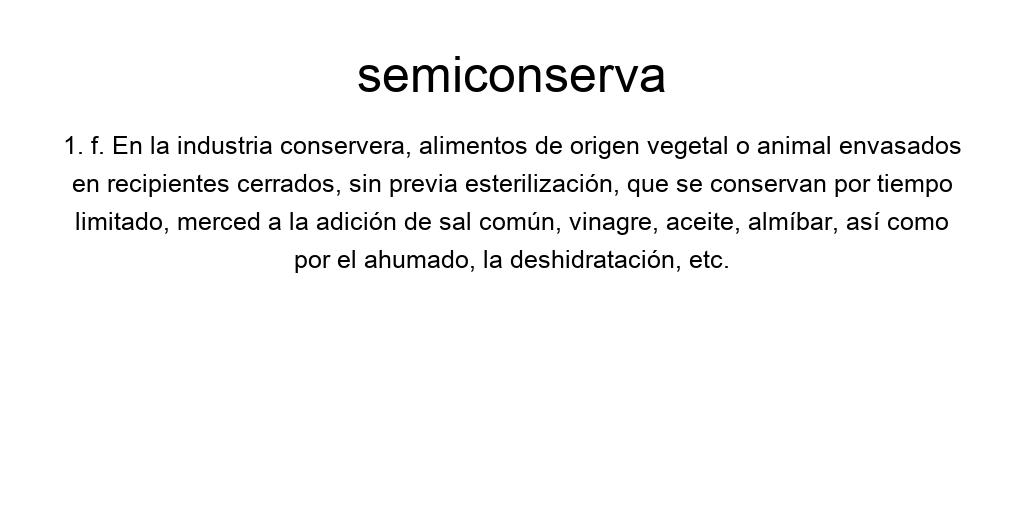 semiconserva
1. f. En la industria conservera, alimentos de origen vegetal o animal envasados
en recipientes cerrados, sin previa esterilización, que se conservan por tiempo
limitado, merced a la adición de sal común, vinagre, aceite, almíbar, así como
por el ahumado, la deshidratación, etc.